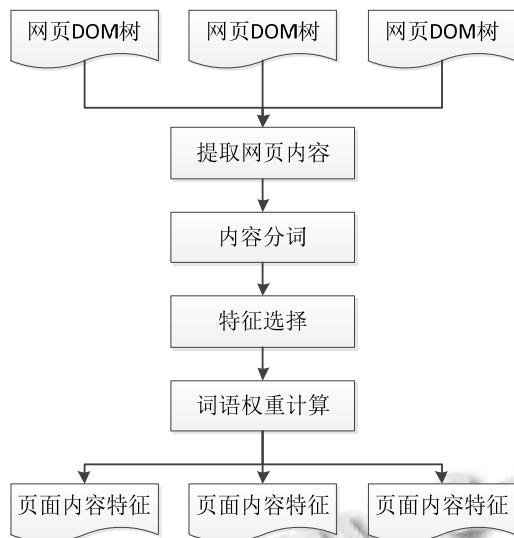 网页DOM树 网页DOM树 网页DOM树
提取网页内容
内容分词
特征选择
词语权重计算
页面内容特征 页面内容特征 页面内容特征